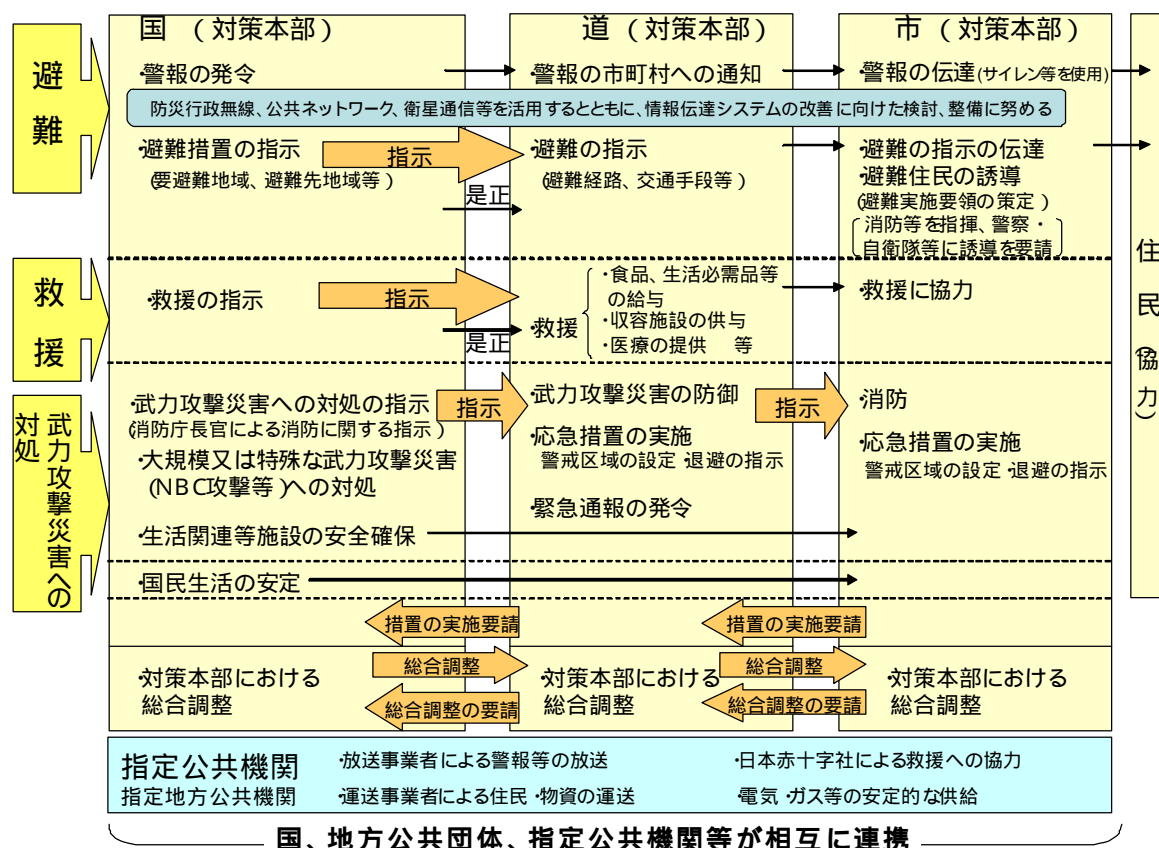 避難
国 (対策本部)
道 (対策本部)
市 (対策本部)
・警報の発令
・警報の市町村への通知
・警報の伝達(サイレン等を使用)
防災行政無線、公共ネットワーク、衛星通信等を活用するとともに、情報伝達システムの改善に向けた検討、整備に努める
・避難措置の指示
(要避難地域、避難先地域等)
指示
是正
・避難の指示
(避難経路、交通手段等)
・避難の指示の伝達
・避難住民の誘導
(避難実施要領の策定)
消防等を指揮、警察・
自衛隊等に誘導を要請
住民(協力)
救援
・救援の指示
指示
是正
救援
・食品、生活必需品等
の給与
・収容施設の供与
・医療の提供 等
・救援に協力
武力攻撃災害への
対処
・武力攻撃災害への対処の指示
(消防庁長官による消防に関する指示)
・大規模又は特殊な武力攻撃災害
(NBC攻撃等)への対処
・生活関連等施設の安全確保
指示
・武力攻撃災害の防御
・応急措置の実施
警戒区域の設定・退避の指示
・緊急通報の発令
指示
・消防
・応急措置の実施
警戒区域の設定・退避の指示
・国民生活の安定
措置の実施要請
措置の実施要請
・対策本部における
総合調整
総合調整
総合調整の要請
・対策本部における
総合調整
総合調整
総合調整の要請
・対策本部における
総合調整
指定公共機関
指定地方公共機関
・放送事業者による警報等の放送
・日本赤十字社による救援への協力
・運送事業者による住民・物資の運送
・電気・ガス等の安定的な供給
国、地方公共団体、指定公共機関等が相互に連携